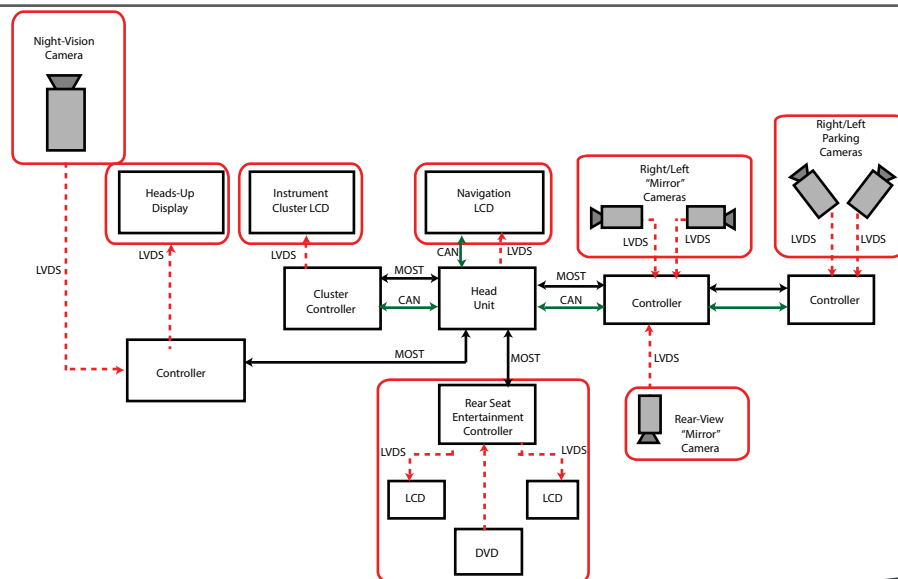 Night-Vision
Camera
Heads-Up
Display
Instrument
Cluster LCD
Navigation
LCD
Right/Left
“Mirror”
Cameras
Right/Left
Parking
Cameras
LVDS
LVDS
LVDS
LVDS
LVDS
CAN
LVDS
LVDS
LVDS
MOST
MOST
Cluster
Controller
CAN
Head
Unit
CAN
Controller
Controller
MOST
MOST
Controller
LVDS
Rear Seat
Entertainment
Controller
Rear-View
“Mirror”
Camera
LVDS
LVDS
LCD
LCD
DVD